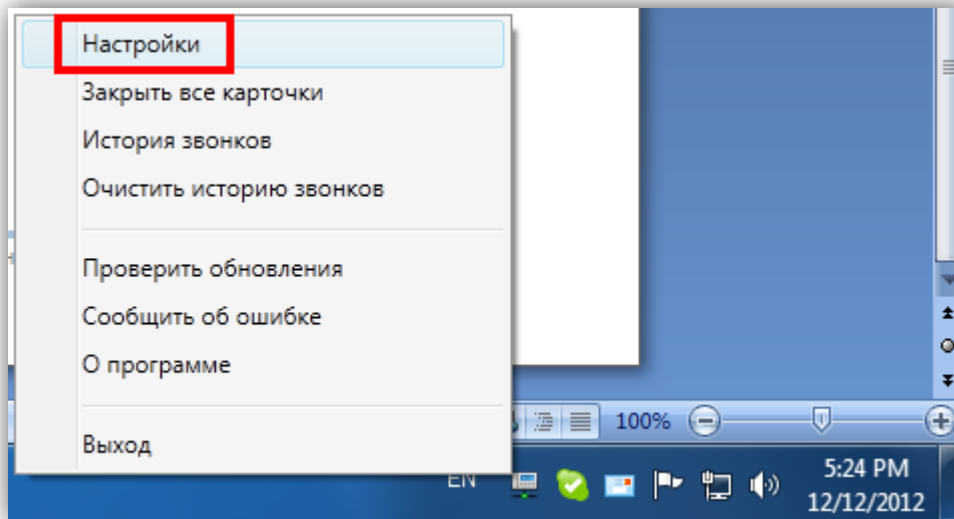 Настройки
Закрыть все карточки
История звонков
Очистить историю звонков
Проверить обновления
Сообщить об ошибке
О программе
Выход
100%
EN
5:24 PM
12/12/2012